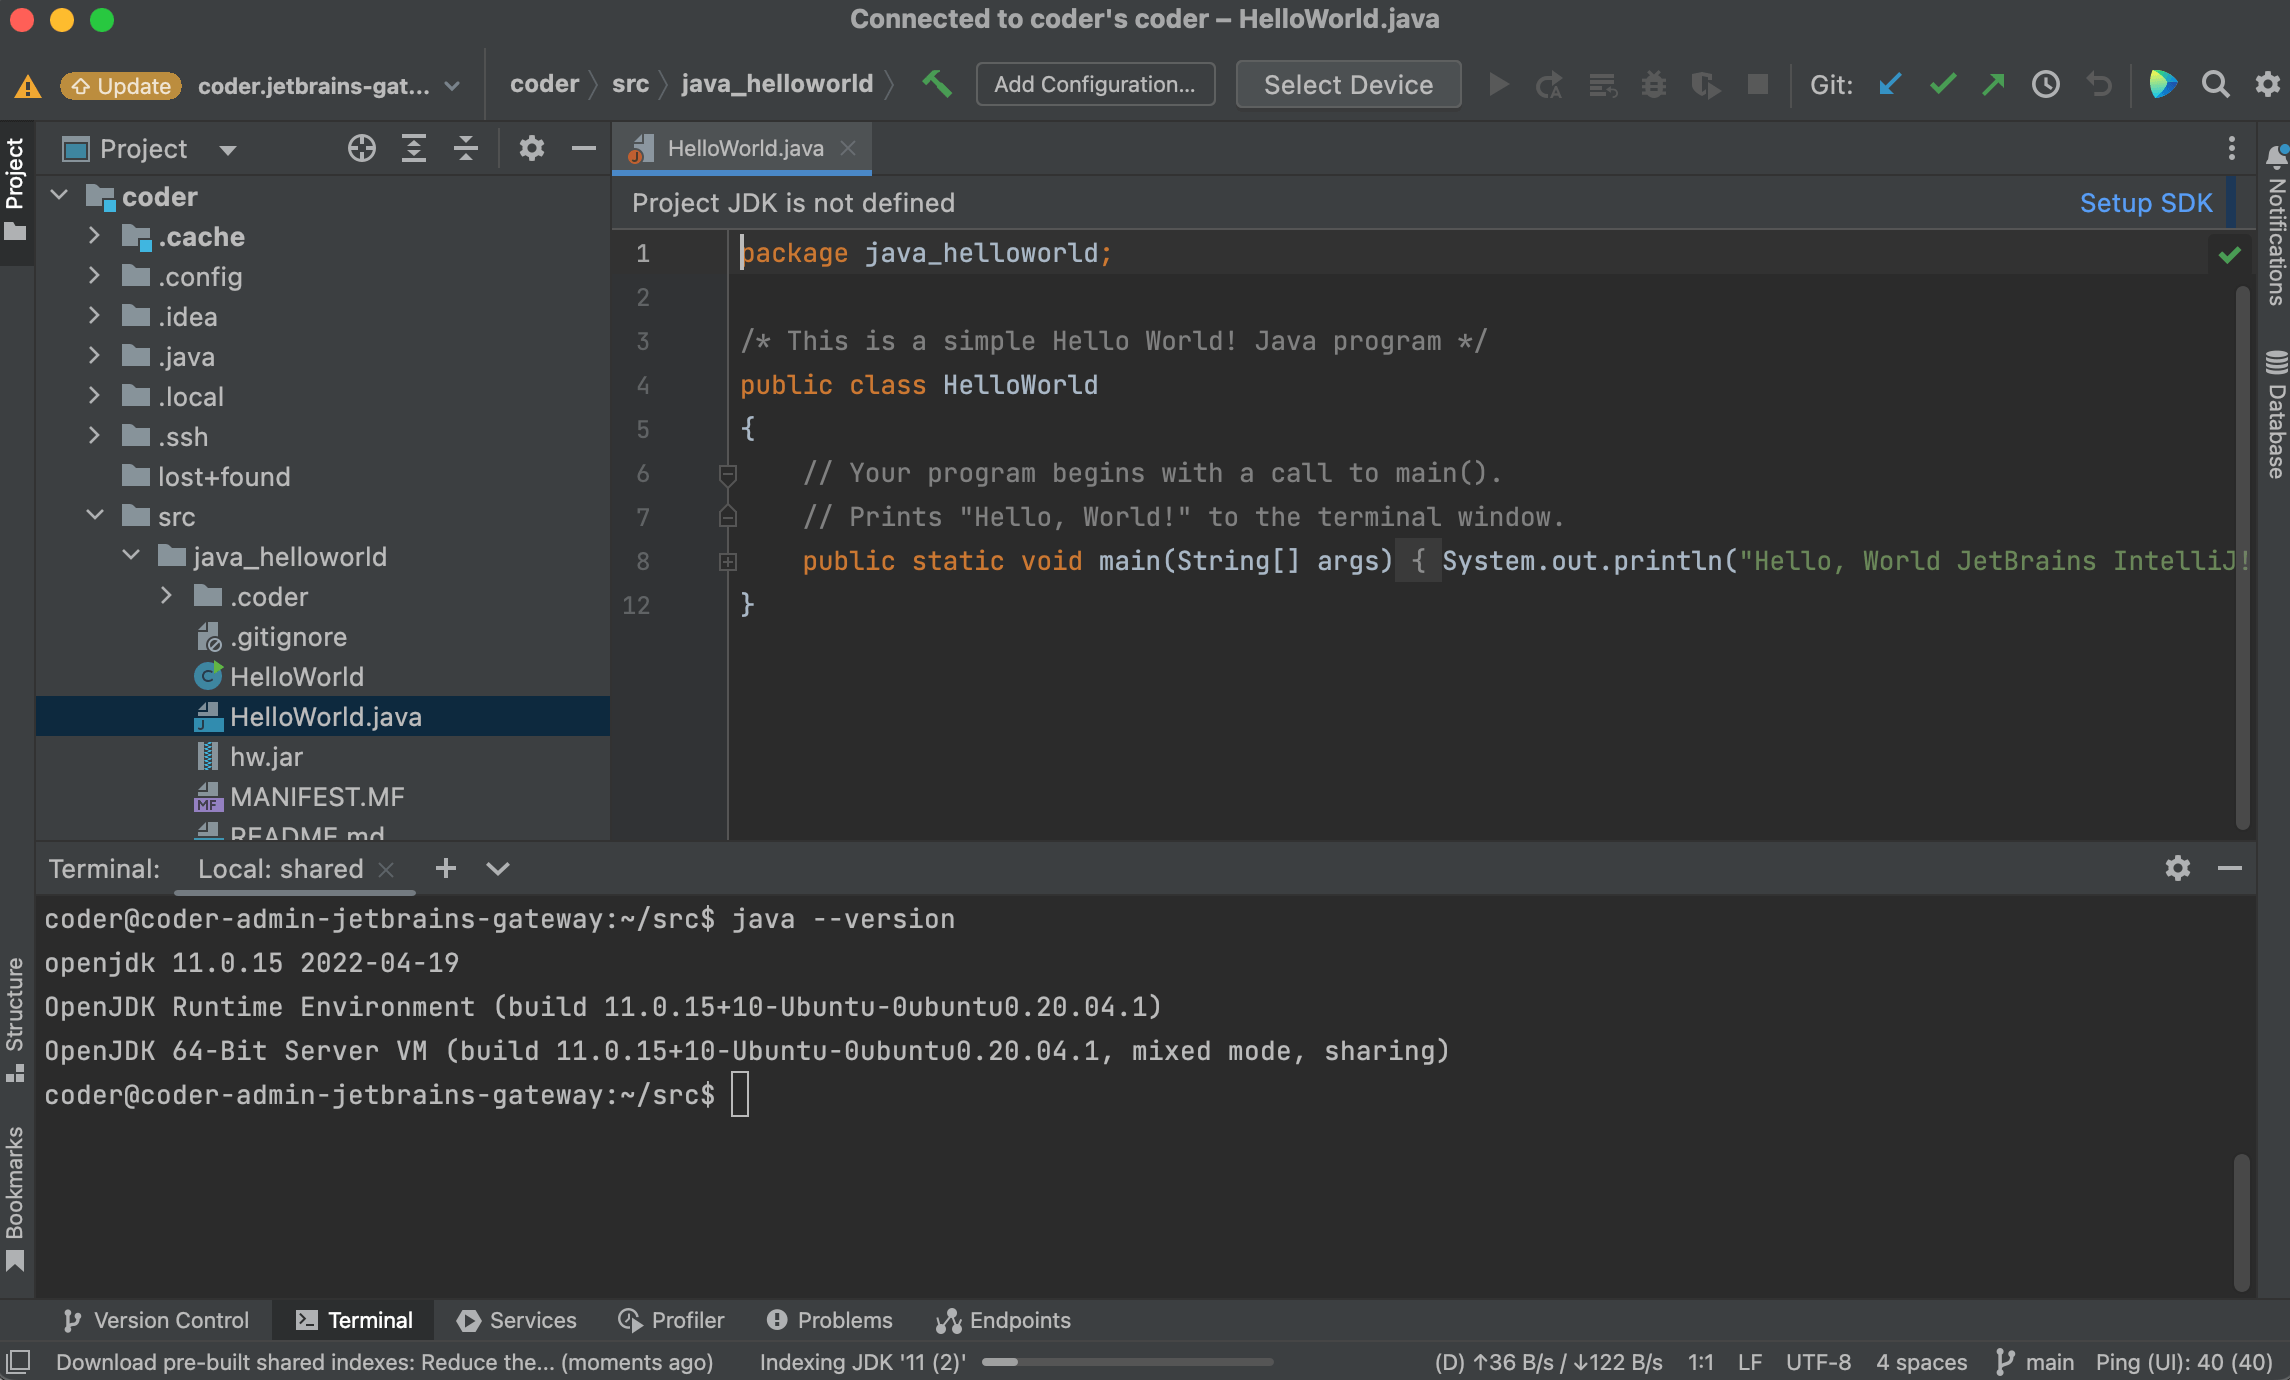 Connected to coder's coder – HelloWorld.java
Update coder.jetbrains-gat... coder src java_helloworld Add Configuration... Select Device Git:
Project
Project
coder
.cache
.config
.idea
.java
.local
.ssh
lost+found
src
java_helloworld
.coder
.gitignore
HelloWorld
HelloWorld.java
hw.jar
MANIFEST.MF
README.md
HelloWorld.java
Project JDK is not defined Setup SDK
1 package java_helloworld;
2
3 /* This is a simple Hello World! Java program */
4 public class HelloWorld
5 {
6 // Your program begins with a call to main().
7 // Prints "Hello, World!" to the terminal window.
8 public static void main(String[] args) { System.out.println("Hello, World JetBrains IntelliJ!
12 }
Notifications
Database
Terminal: Local: shared
coder@coder-admin-jetbrains-gateway:~/src$ java --version
openjdk 11.0.15 2022-04-19
OpenJDK Runtime Environment (build 11.0.15+10-Ubuntu-0ubuntu0.20.04.1)
OpenJDK 64-Bit Server VM (build 11.0.15+10-Ubuntu-0ubuntu0.20.04.1, mixed mode, sharing)
coder@coder-admin-jetbrains-gateway:~/src$
Structure
Bookmarks
Version Control Terminal Services Profiler Problems Endpoints
Download pre-built shared indexes: Reduce the... (moments ago) Indexing JDK '11 (2)' (D) ↑36 B/s / ↓122 B/s 1:1 LF UTF-8 4 spaces main Ping (UI): 40 (40)